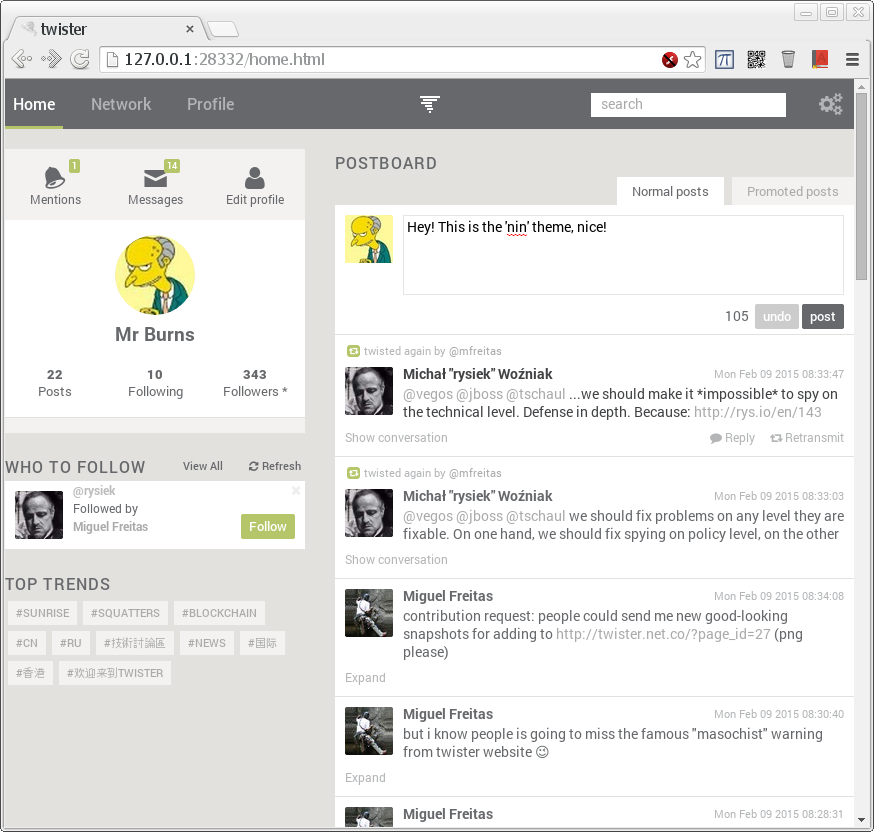 twister
127.0.0.1:28332/home.html
Home Network Profile
search
1
14
Mentions Messages Edit profile
Mr Burns
22 10 343
Posts Following Followers *
WHO TO FOLLOW View All Refresh
@rysiek
Followed by
Miguel Freitas
Follow
TOP TRENDS
#SUNRISE #SQUATTERS #BLOCKCHAIN
#CN #RU #技術討論區 #NEWS #国际
#香港 #欢迎来到TWISTER
POSTBOARD
Normal posts Promoted posts
Hey! This is the 'nin' theme, nice!
105 undo post
twisted again by @mfreitas
Michał "rysiek" Woźniak Mon Feb 09 2015 08:33:47
@vegos @jboss @tschaul ...we should make it *impossible* to spy on
the technical level. Defense in depth. Because: http://rys.io/en/143
Show conversation Reply Retransmit
twisted again by @mfreitas
Michał "rysiek" Woźniak Mon Feb 09 2015 08:33:03
@vegos @jboss @tschaul we should fix problems on any level they are
fixable. On one hand, we should fix spying on policy level, on the other
Show conversation
Miguel Freitas Mon Feb 09 2015 08:34:08
contribution request: people could send me new good-looking
snapshots for adding to http://twister.net.co/?page_id=27 (png
please)
Expand
Miguel Freitas Mon Feb 09 2015 08:30:40
but i know people is going to miss the famous "masochist" warning
from twister website 😉
Expand
Miguel Freitas Mon Feb 09 2015 08:28:31